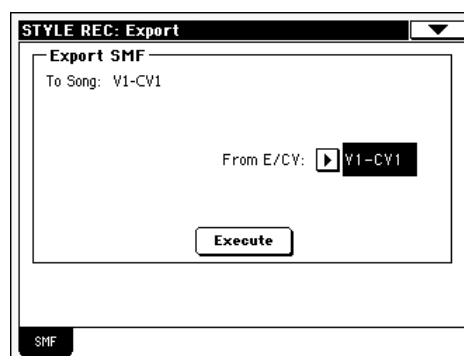 STYLE REC: Export
Export SMF
To Song: V1-CV1
From E/CV: V1-CV1
Execute
SMF